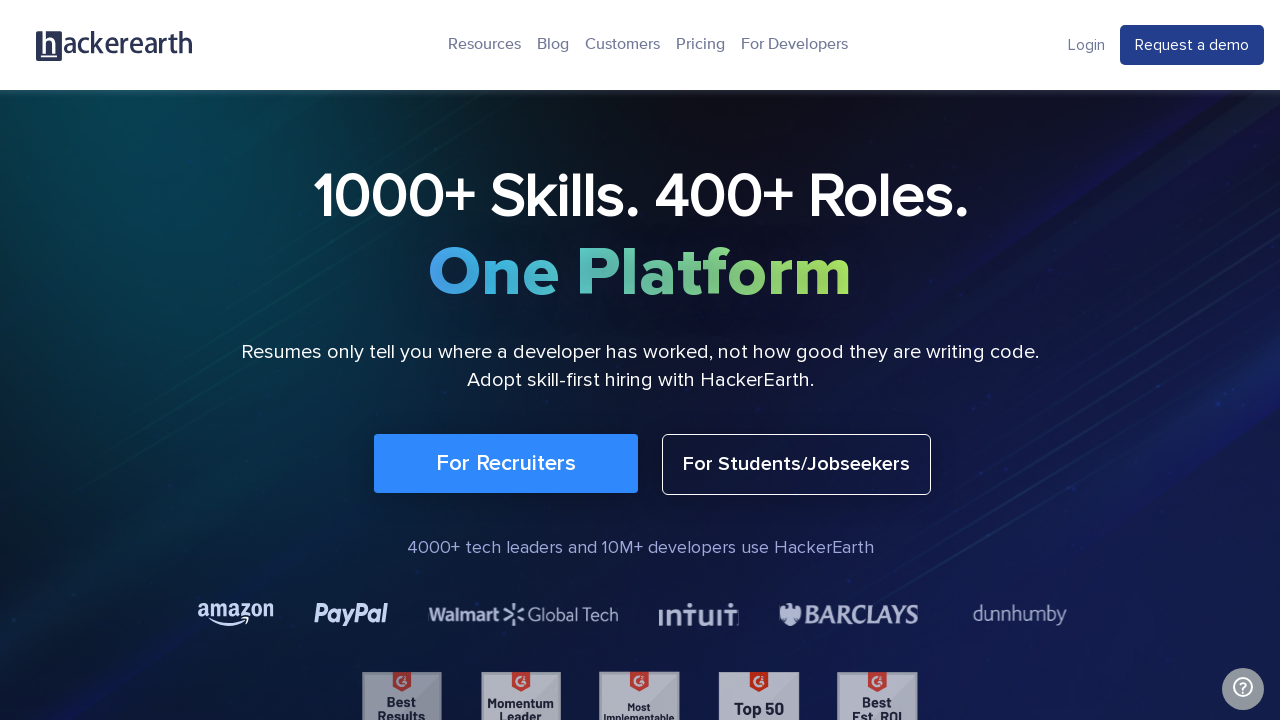 hackerearth
Resources Blog Customers Pricing For Developers
Login
Request a demo
1000+ Skills. 400+ Roles.
One Platform
Resumes only tell you where a developer has worked, not how good they are writing code.
Adopt skill-first hiring with HackerEarth.
For Recruiters
For Students/Jobseekers
4000+ tech leaders and 10M+ developers use HackerEarth
amazon PayPal Walmart Global Tech intuit BARCLAYS dunnhumby
Best
Results
Momentum
Leader
Most
Implementable
Top 50
Best
Est. ROI